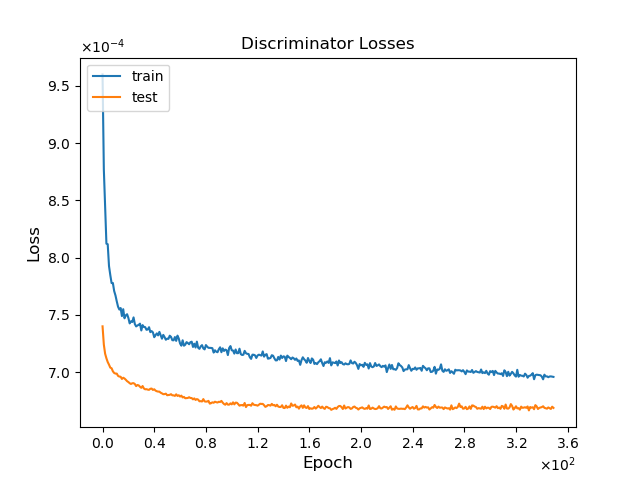 Discriminator Losses
×10⁻⁴
train
test
9.5
9.0
8.5
8.0
7.5
7.0
Loss
0.0 0.4 0.8 1.2 1.6 2.0 2.4 2.8 3.2 3.6
Epoch
×10²